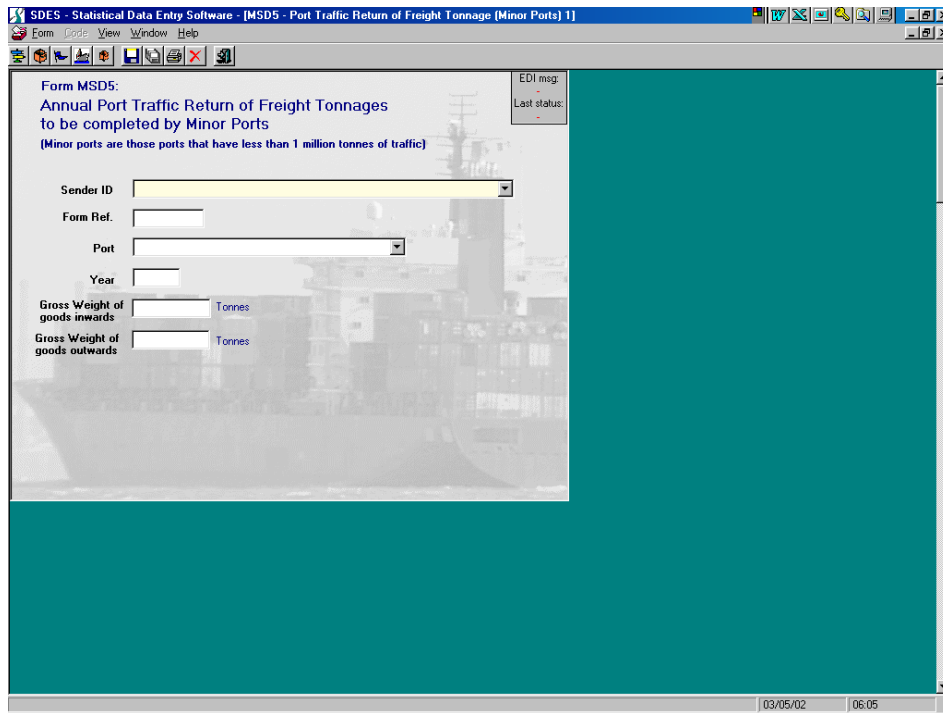 SDES - Statistical Data Entry Software - [MSD5 - Port Traffic Return of Freight Tonnage (Minor Ports) 1]
Form Code View Window Help
EDI msg:
-
Last status:
-
Form MSD5:
Annual Port Traffic Return of Freight Tonnages
to be completed by Minor Ports
(Minor ports are those ports that have less than 1 million tonnes of traffic)
Sender ID
Form Ref.
Port
Year
Gross Weight of
goods inwards
Tonnes
Gross Weight of
goods outwards
Tonnes
03/05/02 06:05